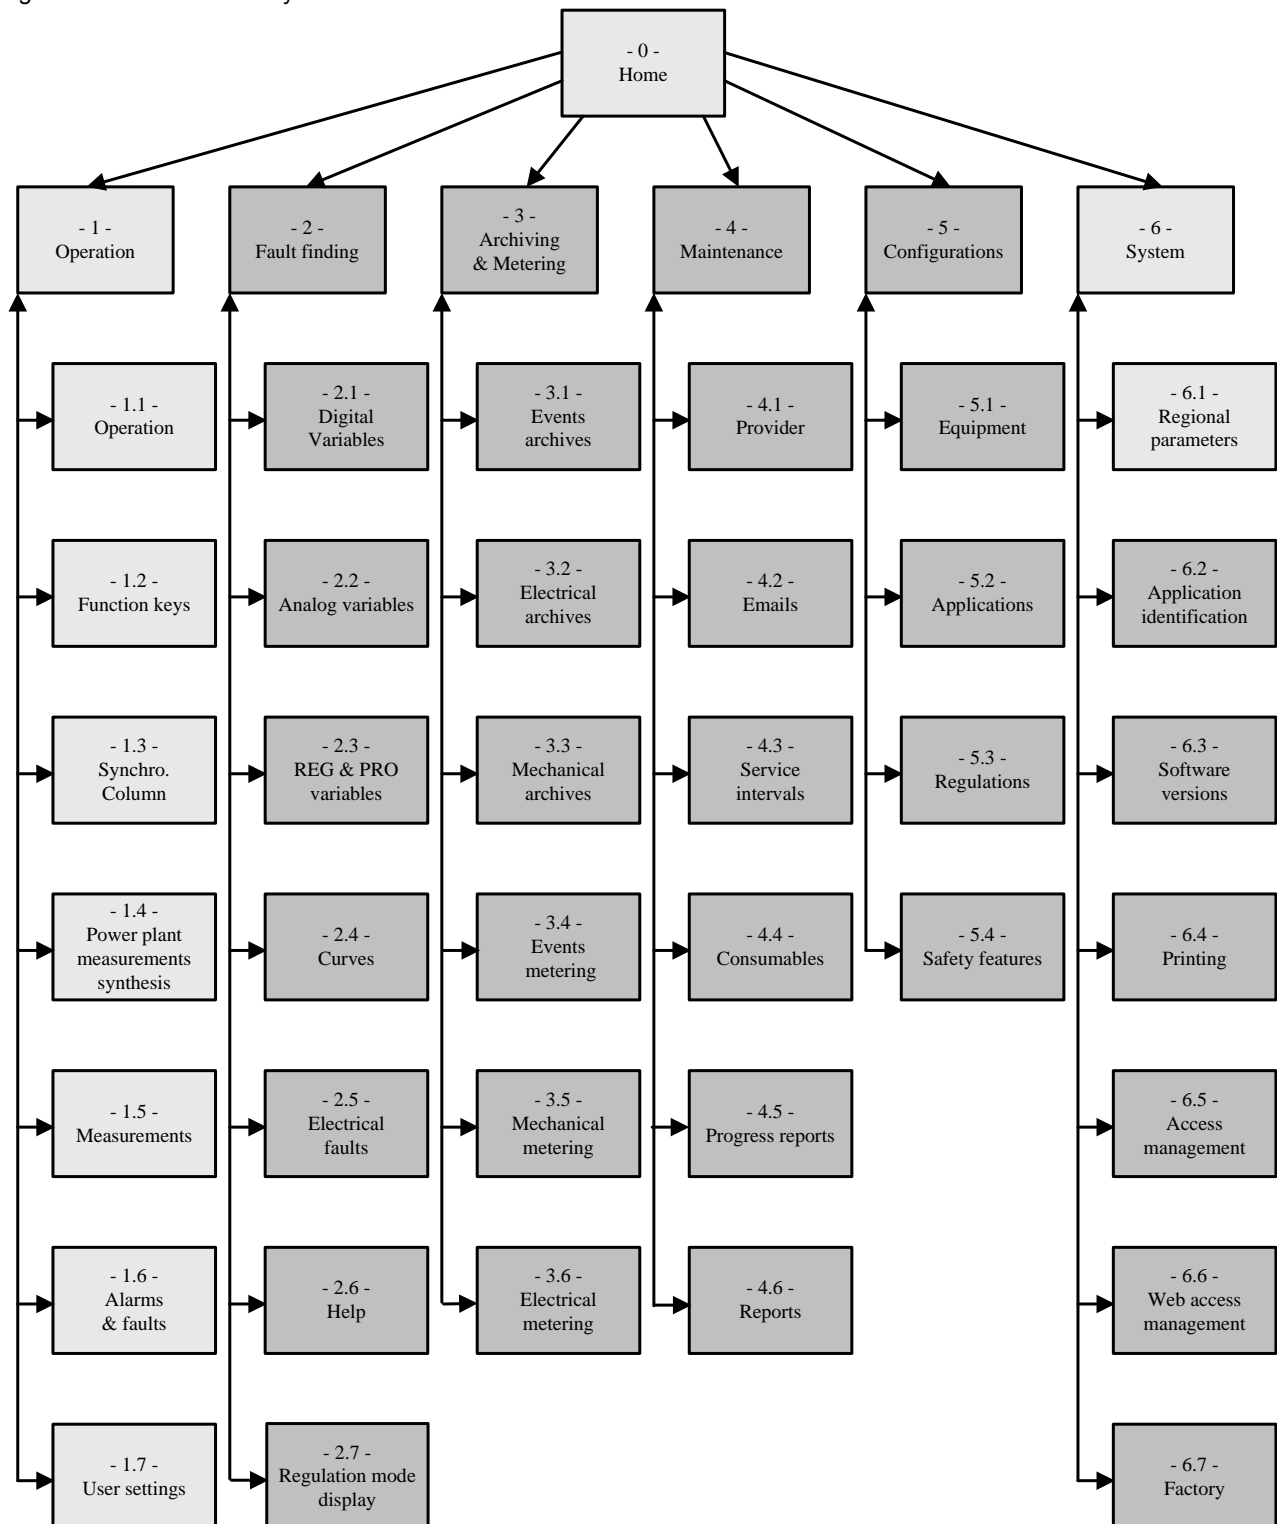 - 0 -
Home
- 1 -
Operation
- 2 -
Fault finding
- 3 -
Archiving
& Metering
- 4 -
Maintenance
- 5 -
Configurations
- 6 -
System
- 1.1 -
Operation
- 2.1 -
Digital
Variables
- 3.1 -
Events
archives
- 4.1 -
Provider
- 5.1 -
Equipment
- 6.1 -
Regional
parameters
- 1.2 -
Function keys
- 2.2 -
Analog variables
- 3.2 -
Electrical
archives
- 4.2 -
Emails
- 5.2 -
Applications
- 6.2 -
Application
identification
- 1.3 -
Synchro.
Column
- 2.3 -
REG & PRO
variables
- 3.3 -
Mechanical
archives
- 4.3 -
Service
intervals
- 5.3 -
Regulations
- 6.3 -
Software
versions
- 1.4 -
Power plant
measurements
synthesis
- 2.4 -
Curves
- 3.4 -
Events
metering
- 4.4 -
Consumables
- 5.4 -
Safety features
- 6.4 -
Printing
- 1.5 -
Measurements
- 2.5 -
Electrical
faults
- 3.5 -
Mechanical
metering
- 4.5 -
Progress reports
- 6.5 -
Access
management
- 1.6 -
Alarms
& faults
- 2.6 -
Help
- 3.6 -
Electrical
metering
- 4.6 -
Reports
- 6.6 -
Web access
management
- 1.7 -
User settings
- 2.7 -
Regulation mode
display
- 6.7 -
Factory